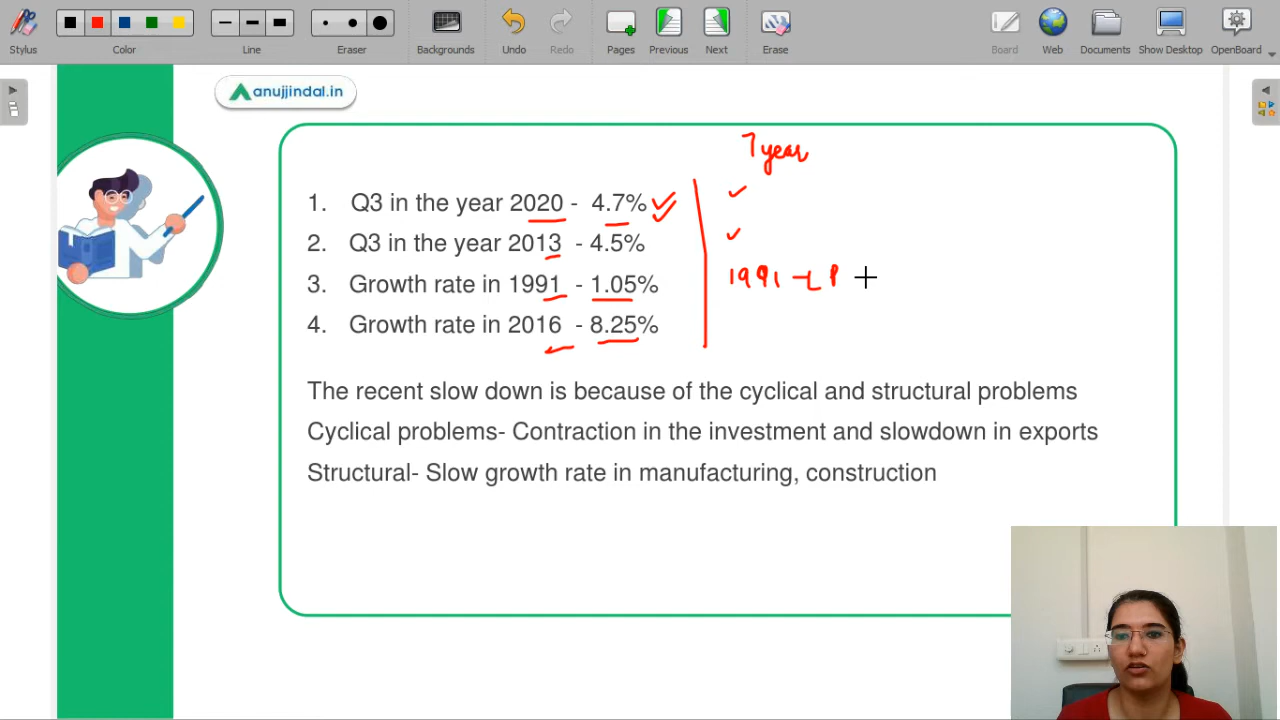 Stylus
Color
Line
Eraser
Backgrounds
Undo
Redo
Pages
Previous
Next
Erase
Board
Web
Documents
Show Desktop
OpenBoard
anujjindal.in
7 year
1. Q3 in the year 2020 - 4.7%
2. Q3 in the year 2013 - 4.5%
3. Growth rate in 1991 - 1.05%
1991 - L P
4. Growth rate in 2016 - 8.25%
The recent slow down is because of the cyclical and structural problems
Cyclical problems- Contraction in the investment and slowdown in exports
Structural- Slow growth rate in manufacturing, construction